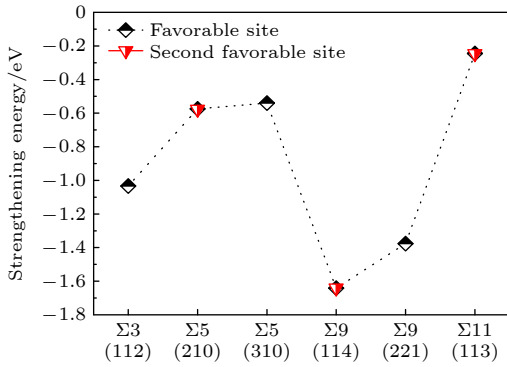 Strengthening energy/eV
0
−0.2
−0.4
−0.6
−0.8
−1.0
−1.2
−1.4
−1.6
−1.8
Favorable site
Second favorable site
Σ3 Σ5 Σ5 Σ9 Σ9 Σ11
(112) (210) (310) (114) (221) (113)